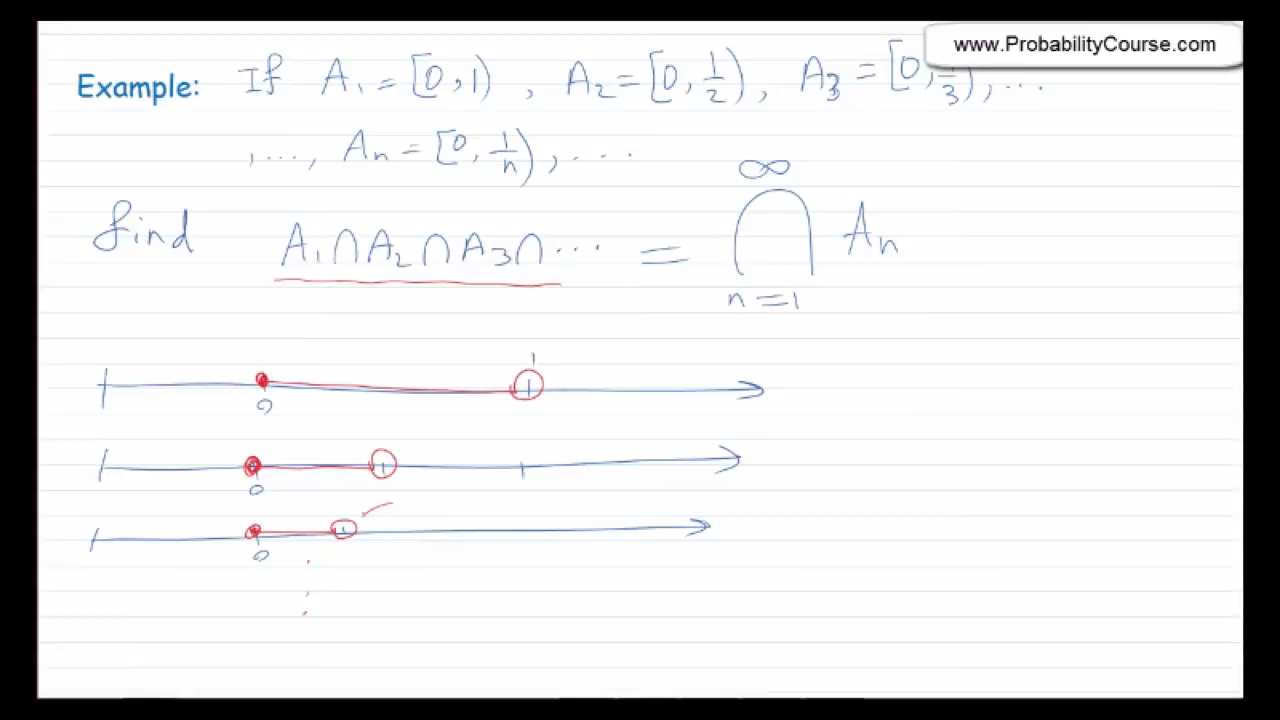 www.ProbabilityCourse.com
Example: If A₁ = [0, 1) , A₂ = [0, 1/2) , A₃ = [0, 1/3) , ...
, ..., Aₙ = [0, 1/n) , ...
∞
find A₁ ∩ A₂ ∩ A₃ ∩ ... = ⋂ Aₙ
n = 1
1
0
0
0